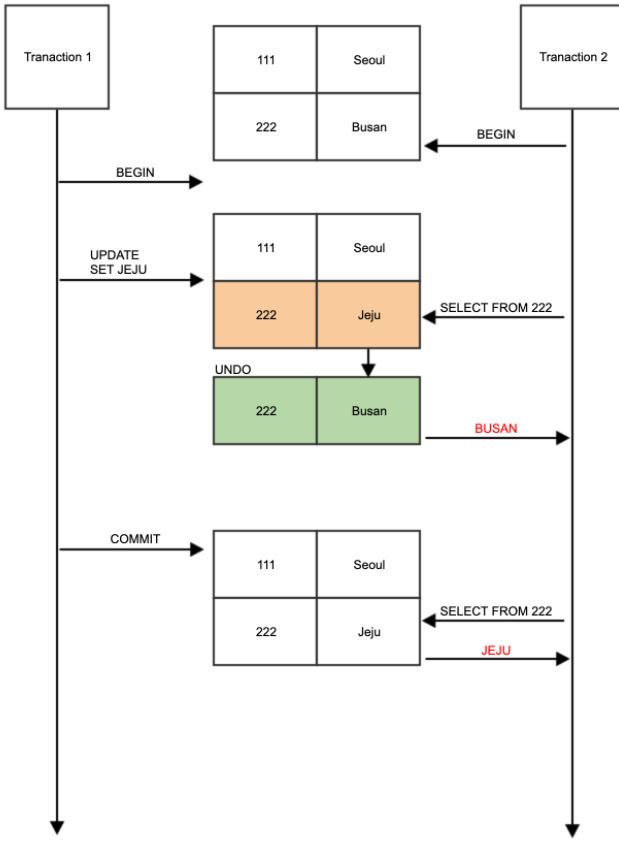 Tranaction 1
111 Seoul
Tranaction 2
222 Busan
BEGIN
BEGIN
111 Seoul
UPDATE
SET JEJU
222 Jeju
SELECT FROM 222
UNDO
222 Busan
BUSAN
COMMIT
111 Seoul
SELECT FROM 222
222 Jeju
JEJU